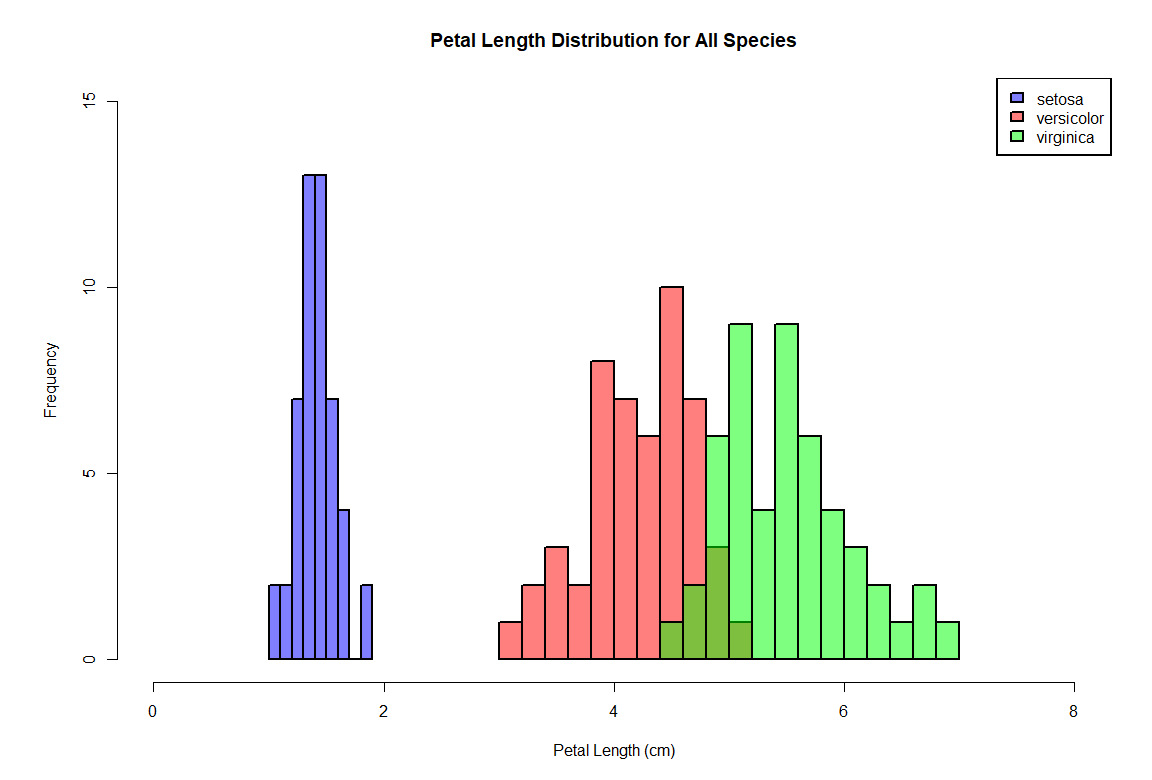 Petal Length Distribution for All Species
setosa
versicolor
virginica
15
10
5
0
Frequency
0 2 4 6 8
Petal Length (cm)